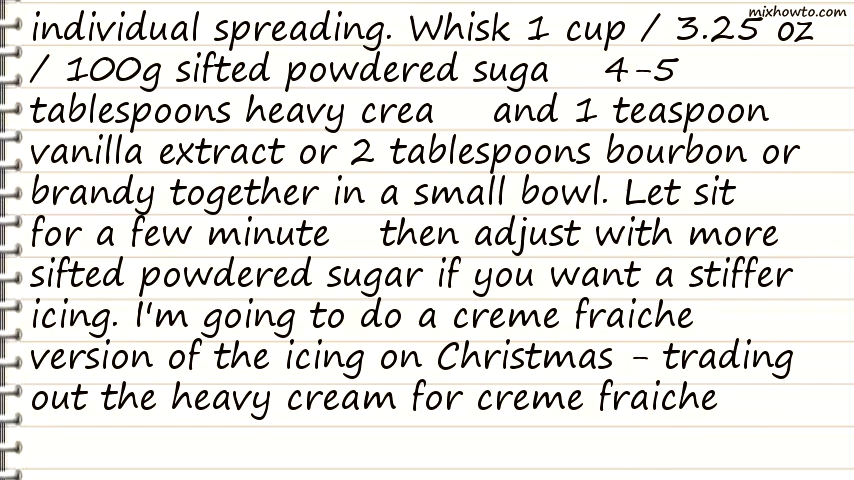 mixhowto.com
individual spreading. Whisk 1 cup / 3.25 oz
/ 100g sifted powdered suga 4-5
tablespoons heavy crea and 1 teaspoon
vanilla extract or 2 tablespoons bourbon or
brandy together in a small bowl. Let sit
for a few minute then adjust with more
sifted powdered sugar if you want a stiffer
icing. I'm going to do a creme fraiche
version of the icing on Christmas - trading
out the heavy cream for creme fraiche